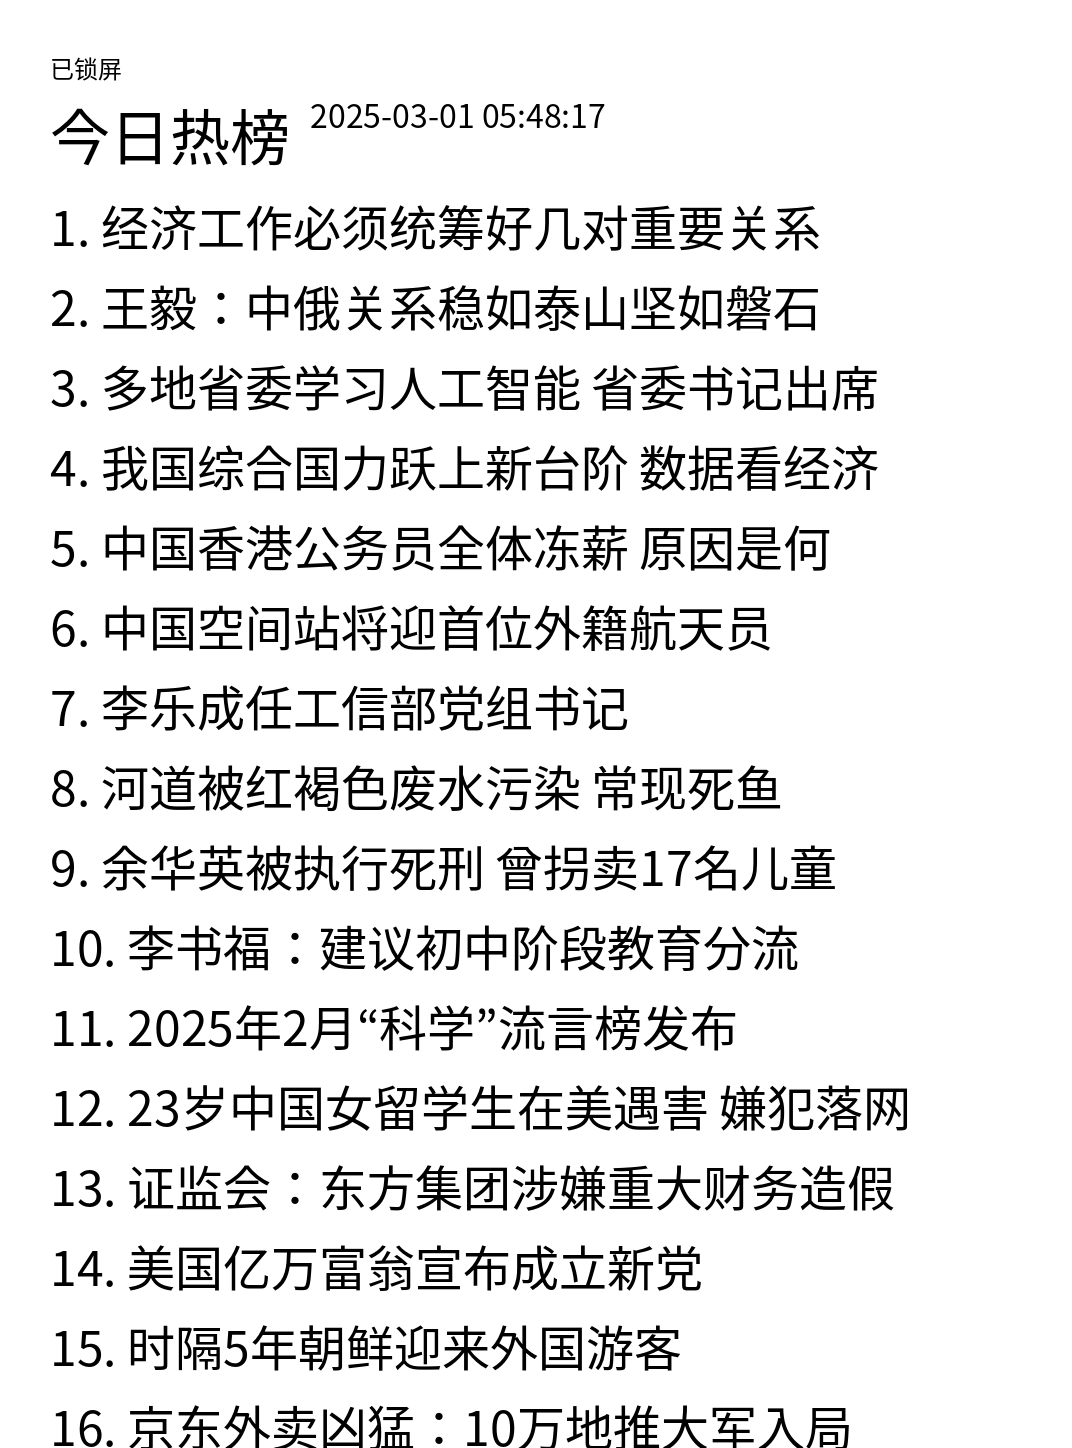 已锁屏
今日热榜 2025-03-01 05:48:17
1. 经济工作必须统筹好几对重要关系
2. 王毅：中俄关系稳如泰山坚如磐石
3. 多地省委学习人工智能 省委书记出席
4. 我国综合国力跃上新台阶 数据看经济
5. 中国香港公务员全体冻薪 原因是何
6. 中国空间站将迎首位外籍航天员
7. 李乐成任工信部党组书记
8. 河道被红褐色废水污染 常现死鱼
9. 余华英被执行死刑 曾拐卖17名儿童
10. 李书福：建议初中阶段教育分流
11. 2025年2月“科学”流言榜发布
12. 23岁中国女留学生在美遇害 嫌犯落网
13. 证监会：东方集团涉嫌重大财务造假
14. 美国亿万富翁宣布成立新党
15. 时隔5年朝鲜迎来外国游客
16. 京东外卖凶猛：10万地推大军入局